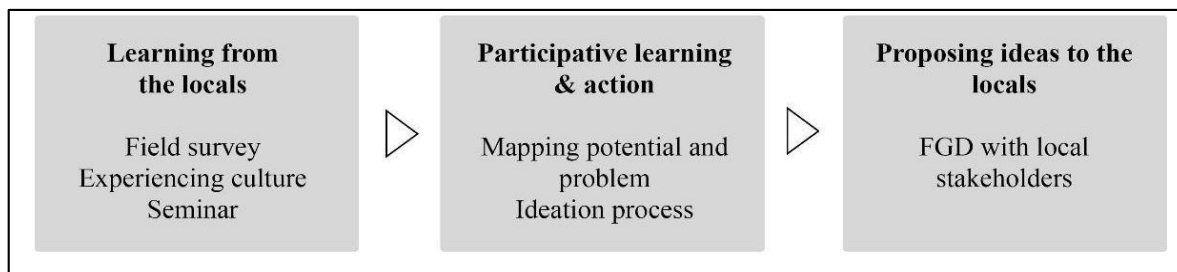 Learning from
the locals
Field survey
Experiencing culture
Seminar
Participative learning
& action
Mapping potential and
problem
Ideation process
Proposing ideas to the
locals
FGD with local
stakeholders